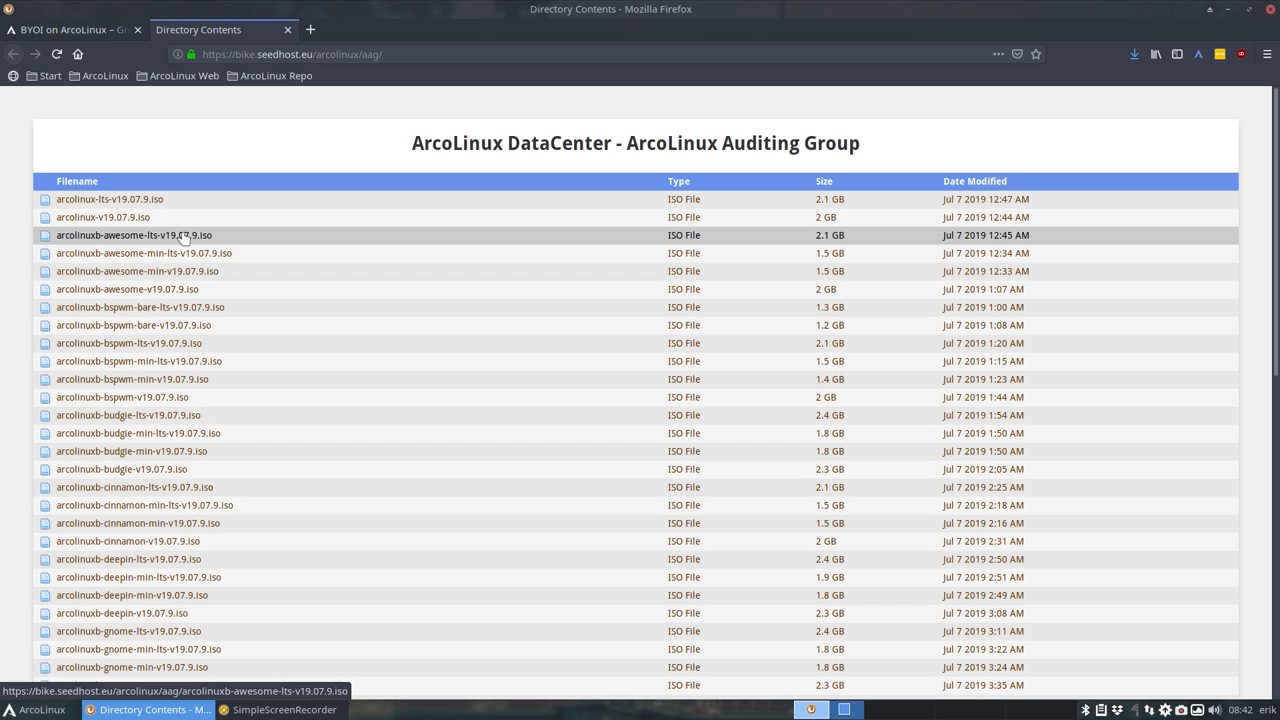 Directory Contents - Mozilla Firefox
BYOI on ArcoLinux – Gr
Directory Contents
https://bike.seedhost.eu/arcolinux/aag/
Start
ArcoLinux
ArcoLinux Web
ArcoLinux Repo
ArcoLinux DataCenter - ArcoLinux Auditing Group
Filename Type Size Date Modified
arcolinux-lts-v19.07.9.iso ISO File 2.1 GB Jul 7 2019 12:47 AM
arcolinux-v19.07.9.iso ISO File 2 GB Jul 7 2019 12:44 AM
arcolinuxb-awesome-lts-v19.07.9.iso ISO File 2.1 GB Jul 7 2019 12:45 AM
arcolinuxb-awesome-min-lts-v19.07.9.iso ISO File 1.5 GB Jul 7 2019 12:34 AM
arcolinuxb-awesome-min-v19.07.9.iso ISO File 1.5 GB Jul 7 2019 12:33 AM
arcolinuxb-awesome-v19.07.9.iso ISO File 2 GB Jul 7 2019 1:07 AM
arcolinuxb-bspwm-bare-lts-v19.07.9.iso ISO File 1.3 GB Jul 7 2019 1:00 AM
arcolinuxb-bspwm-bare-v19.07.9.iso ISO File 1.2 GB Jul 7 2019 1:08 AM
arcolinuxb-bspwm-lts-v19.07.9.iso ISO File 2.1 GB Jul 7 2019 1:20 AM
arcolinuxb-bspwm-min-lts-v19.07.9.iso ISO File 1.5 GB Jul 7 2019 1:15 AM
arcolinuxb-bspwm-min-v19.07.9.iso ISO File 1.4 GB Jul 7 2019 1:23 AM
arcolinuxb-bspwm-v19.07.9.iso ISO File 2 GB Jul 7 2019 1:44 AM
arcolinuxb-budgie-lts-v19.07.9.iso ISO File 2.4 GB Jul 7 2019 1:54 AM
arcolinuxb-budgie-min-lts-v19.07.9.iso ISO File 1.8 GB Jul 7 2019 1:50 AM
arcolinuxb-budgie-min-v19.07.9.iso ISO File 1.8 GB Jul 7 2019 1:50 AM
arcolinuxb-budgie-v19.07.9.iso ISO File 2.3 GB Jul 7 2019 2:05 AM
arcolinuxb-cinnamon-lts-v19.07.9.iso ISO File 2.1 GB Jul 7 2019 2:25 AM
arcolinuxb-cinnamon-min-lts-v19.07.9.iso ISO File 1.5 GB Jul 7 2019 2:18 AM
arcolinuxb-cinnamon-min-v19.07.9.iso ISO File 1.5 GB Jul 7 2019 2:16 AM
arcolinuxb-cinnamon-v19.07.9.iso ISO File 2 GB Jul 7 2019 2:31 AM
arcolinuxb-deepin-lts-v19.07.9.iso ISO File 2.4 GB Jul 7 2019 2:50 AM
arcolinuxb-deepin-min-lts-v19.07.9.iso ISO File 1.9 GB Jul 7 2019 2:51 AM
arcolinuxb-deepin-min-v19.07.9.iso ISO File 1.8 GB Jul 7 2019 2:49 AM
arcolinuxb-deepin-v19.07.9.iso ISO File 2.3 GB Jul 7 2019 3:08 AM
arcolinuxb-gnome-lts-v19.07.9.iso ISO File 2.4 GB Jul 7 2019 3:11 AM
arcolinuxb-gnome-min-lts-v19.07.9.iso ISO File 1.8 GB Jul 7 2019 3:22 AM
arcolinuxb-gnome-min-v19.07.9.iso ISO File 1.8 GB Jul 7 2019 3:24 AM
ISO File 2.3 GB Jul 7 2019 3:35 AM
https://bike.seedhost.eu/arcolinux/aag/arcolinuxb-awesome-lts-v19.07.9.iso
ArcoLinux
Directory Contents - M...
SimpleScreenRecorder
08:42 erik